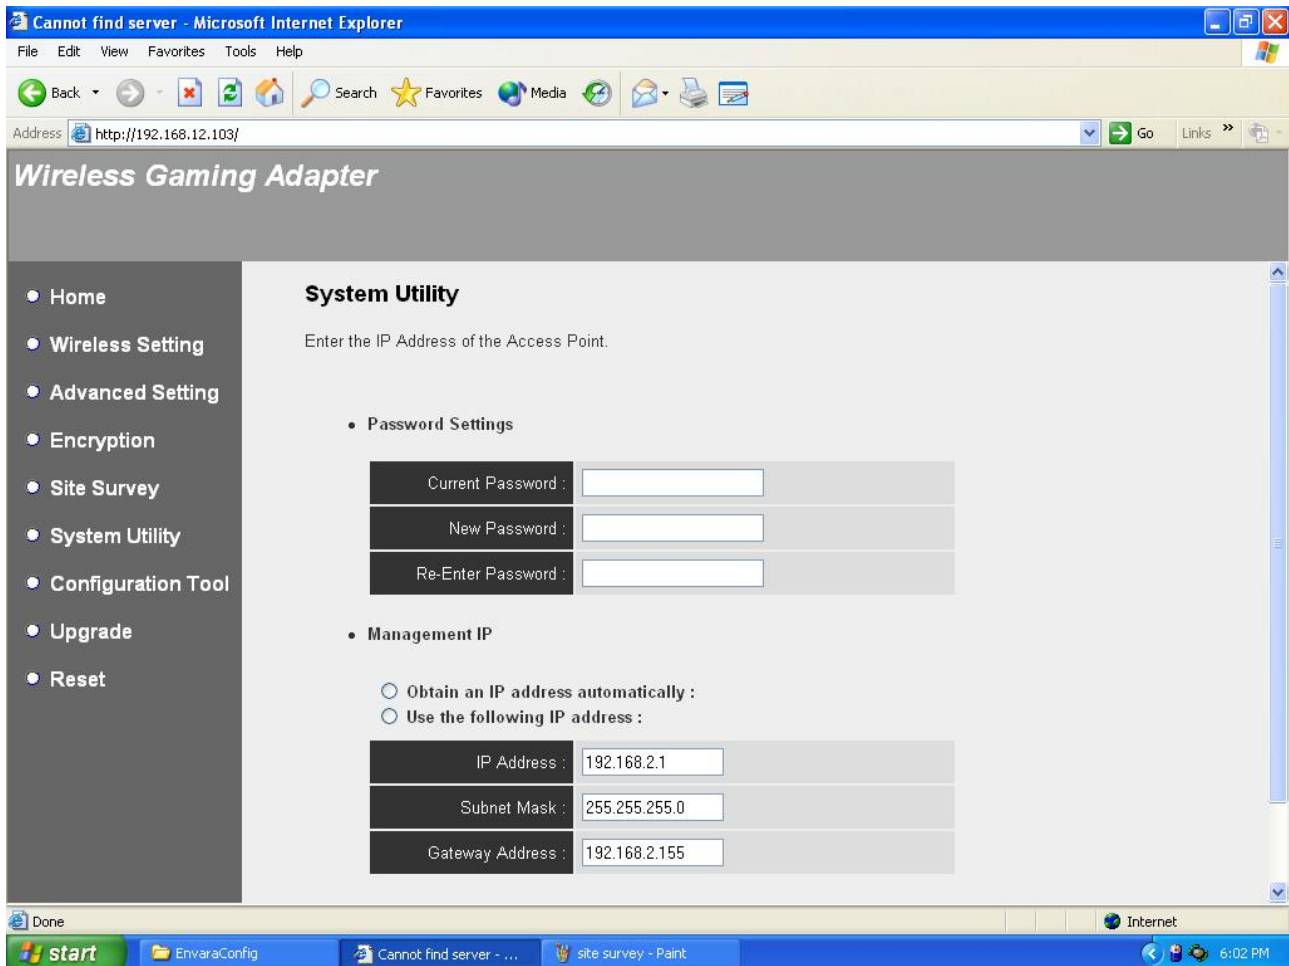 Cannot find server - Microsoft Internet Explorer
File Edit View Favorites Tools Help
Back Search Favorites Media
Address http://192.168.12.103/ Go Links »
Wireless Gaming Adapter
Home
Wireless Setting
Advanced Setting
Encryption
Site Survey
System Utility
Configuration Tool
Upgrade
Reset
System Utility
Enter the IP Address of the Access Point.
• Password Settings
Current Password :
New Password :
Re-Enter Password :
• Management IP
Obtain an IP address automatically :
Use the following IP address :
IP Address : 192.168.2.1
Subnet Mask : 255.255.255.0
Gateway Address : 192.168.2.155
Done Internet
start EnvaraConfig Cannot find server - ... site survey - Paint 6:02 PM